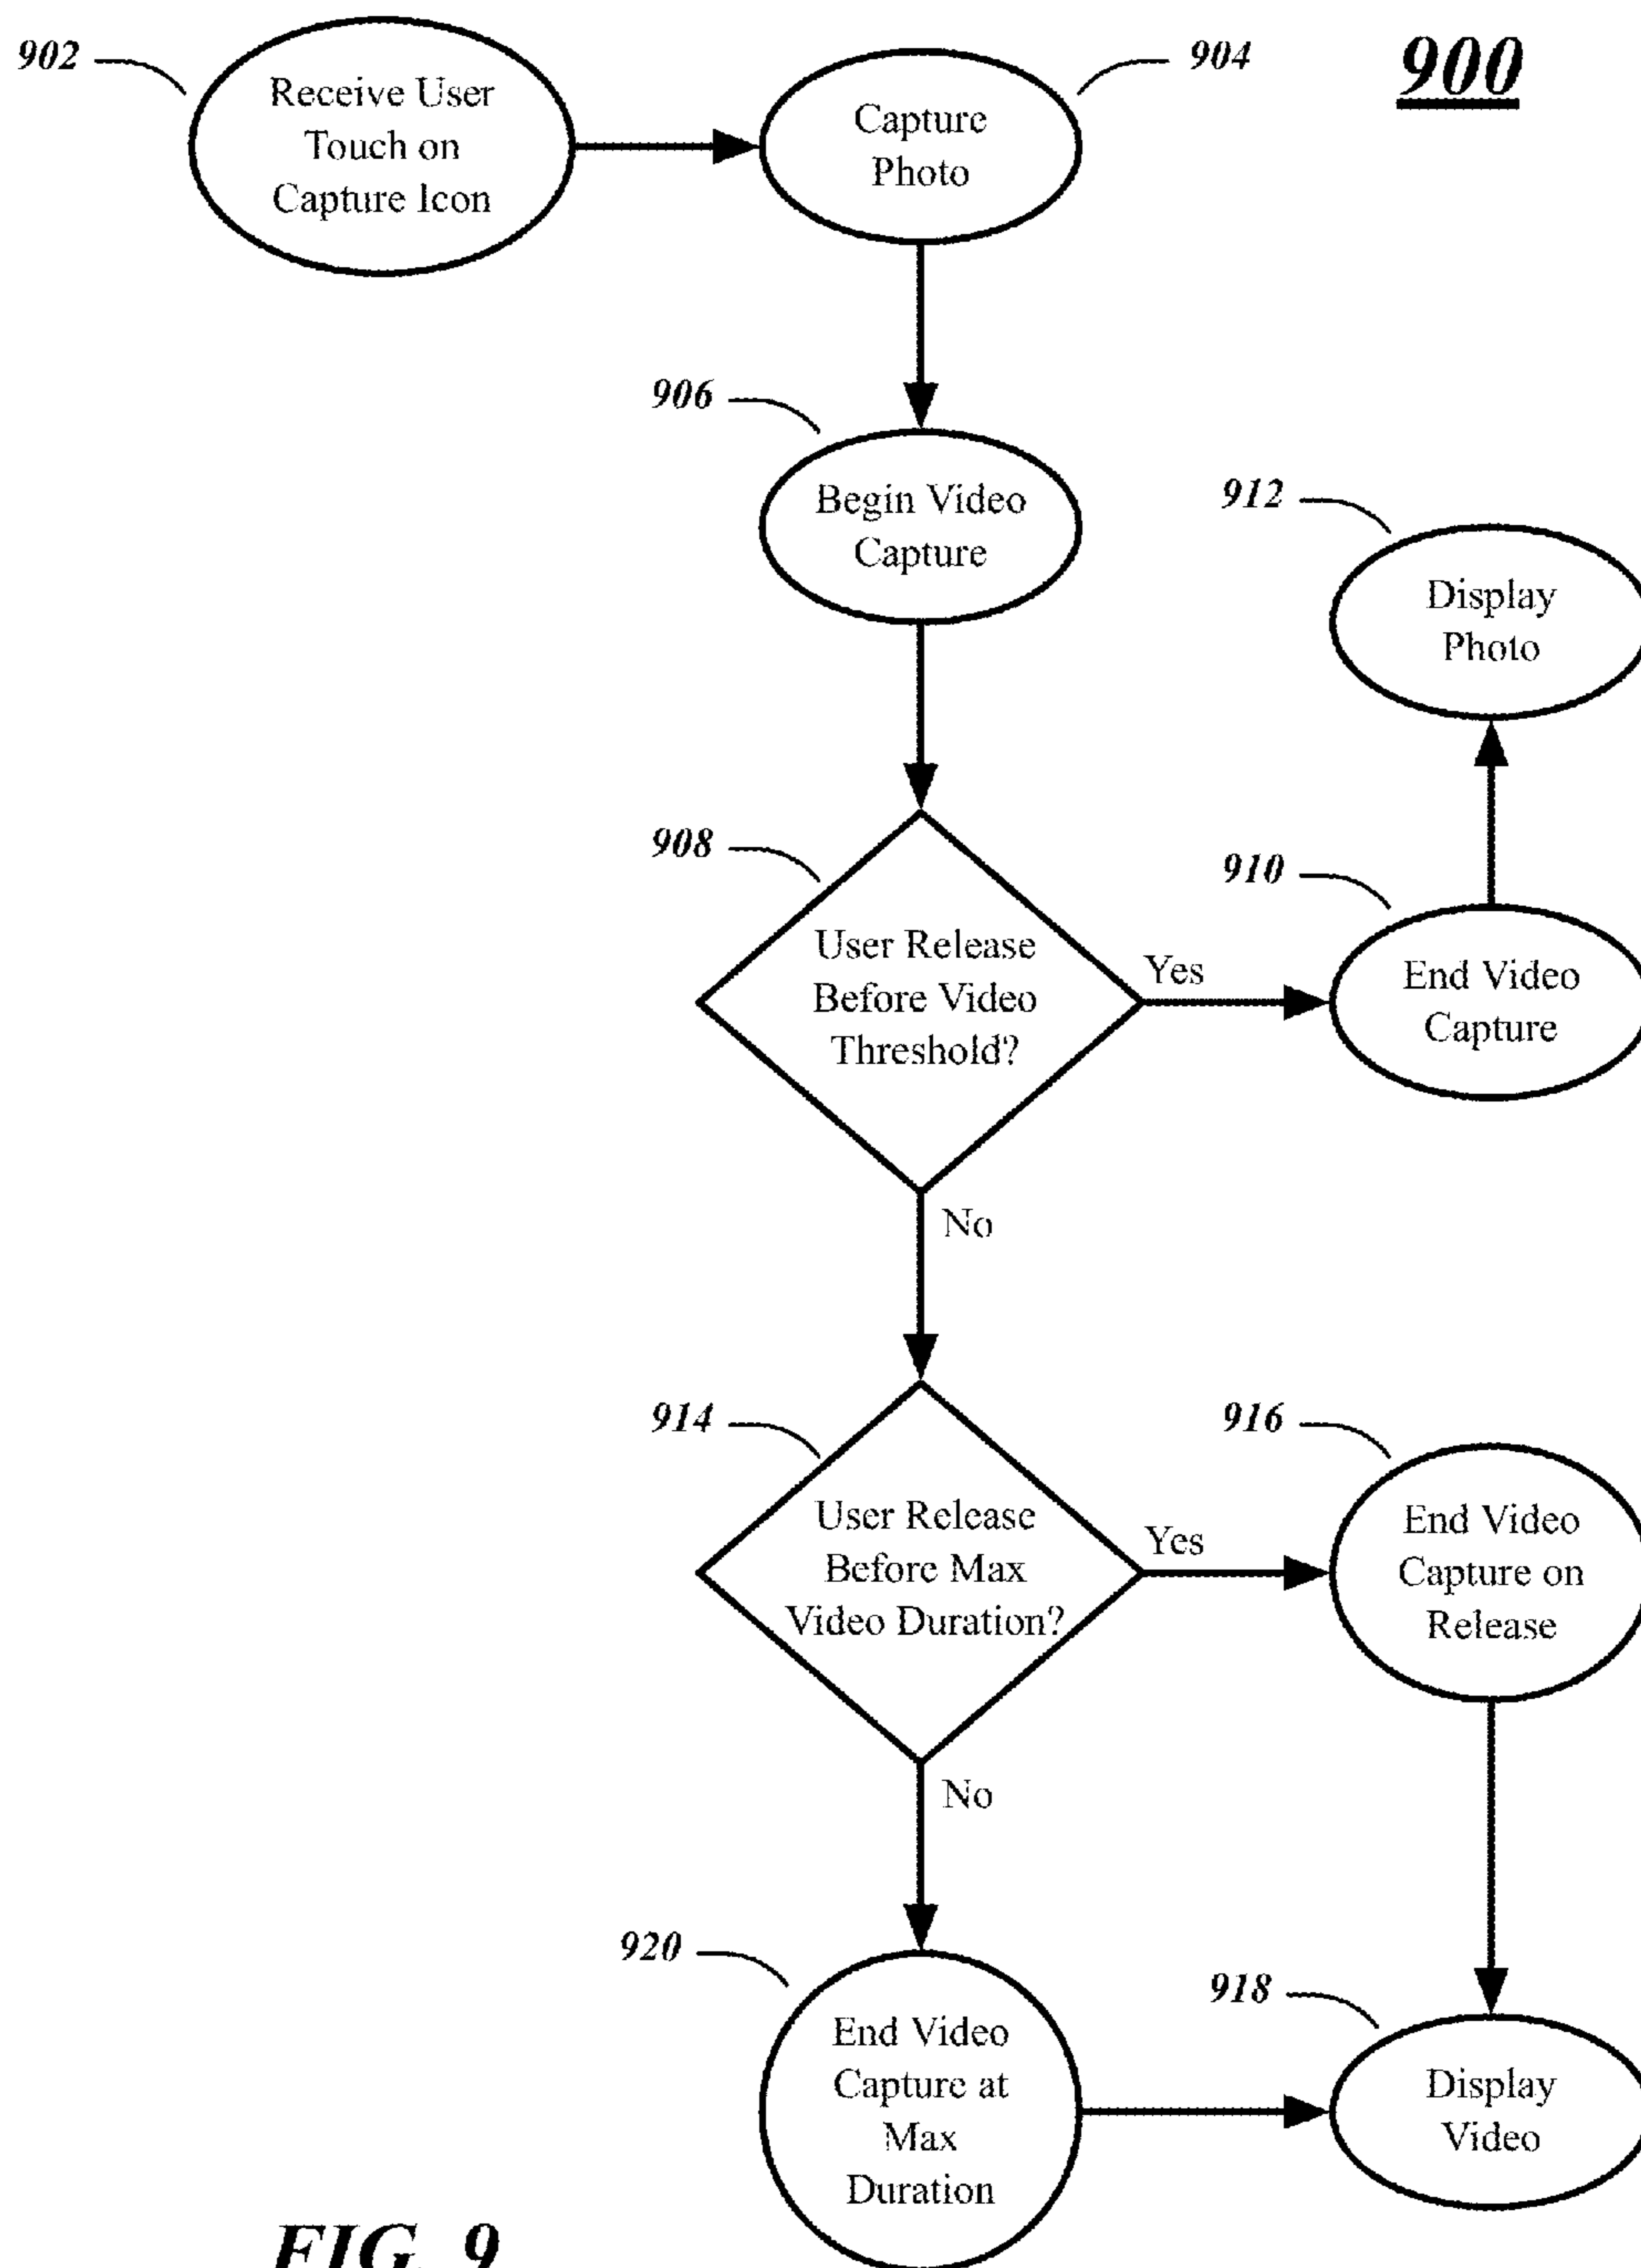 902
Receive User
Touch on
Capture Icon
904
Capture
Photo
900
906
Begin Video
Capture
912
Display
Photo
908
User Release
Before Video
Threshold?
Yes
910
End Video
Capture
No
914
User Release
Before Max
Video Duration?
Yes
916
End Video
Capture on
Release
No
920
End Video
Capture at
Max
Duration
918
Display
Video
FIG. 9